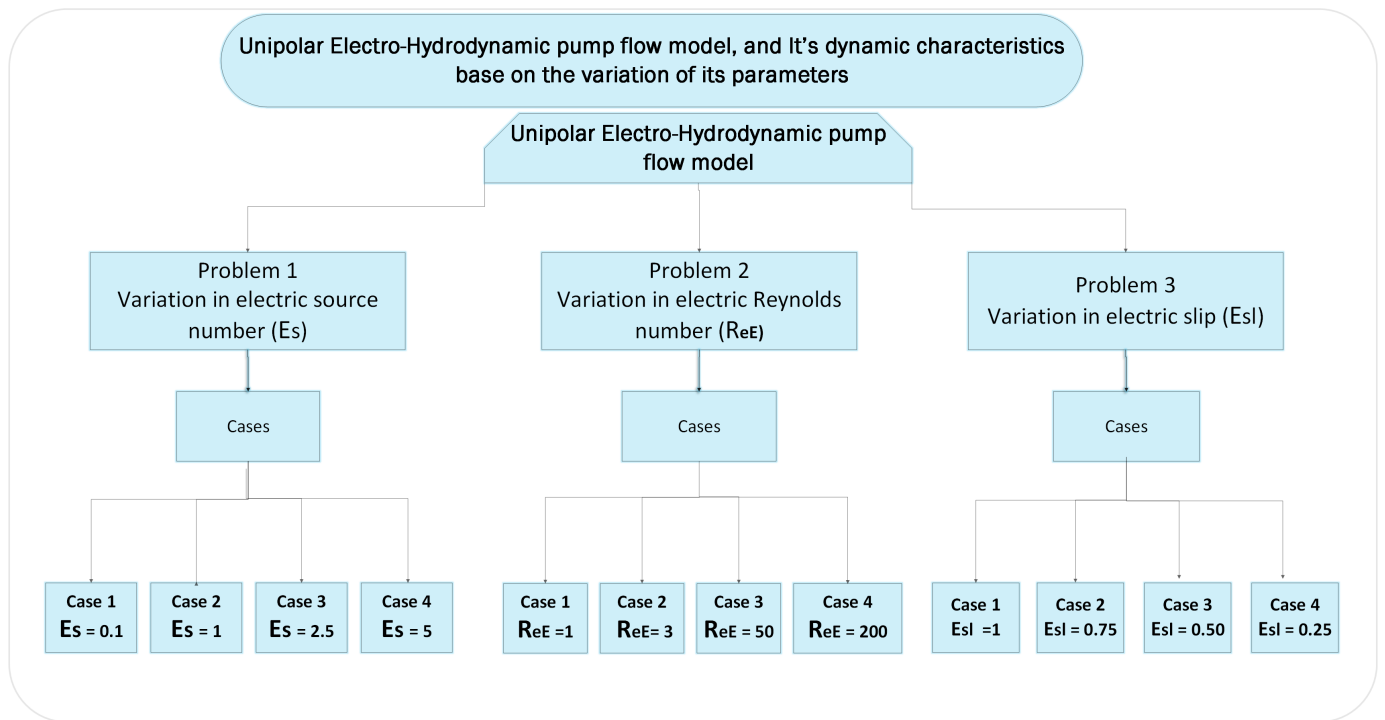 Unipolar Electro-Hydrodynamic pump flow model, and It's dynamic characteristics
base on the variation of its parameters
Unipolar Electro-Hydrodynamic pump
flow model
Problem 1
Variation in electric source
number (Es)
Problem 2
Variation in electric Reynolds
number (ReE)
Problem 3
Variation in electric slip (Esl)
Cases
Cases
Cases
Case 1
Es = 0.1
Case 2
Es = 1
Case 3
Es = 2.5
Case 4
Es = 5
Case 1
ReE =1
Case 2
ReE= 3
Case 3
ReE = 50
Case 4
ReE = 200
Case 1
Esl =1
Case 2
Esl = 0.75
Case 3
Esl = 0.50
Case 4
Esl = 0.25